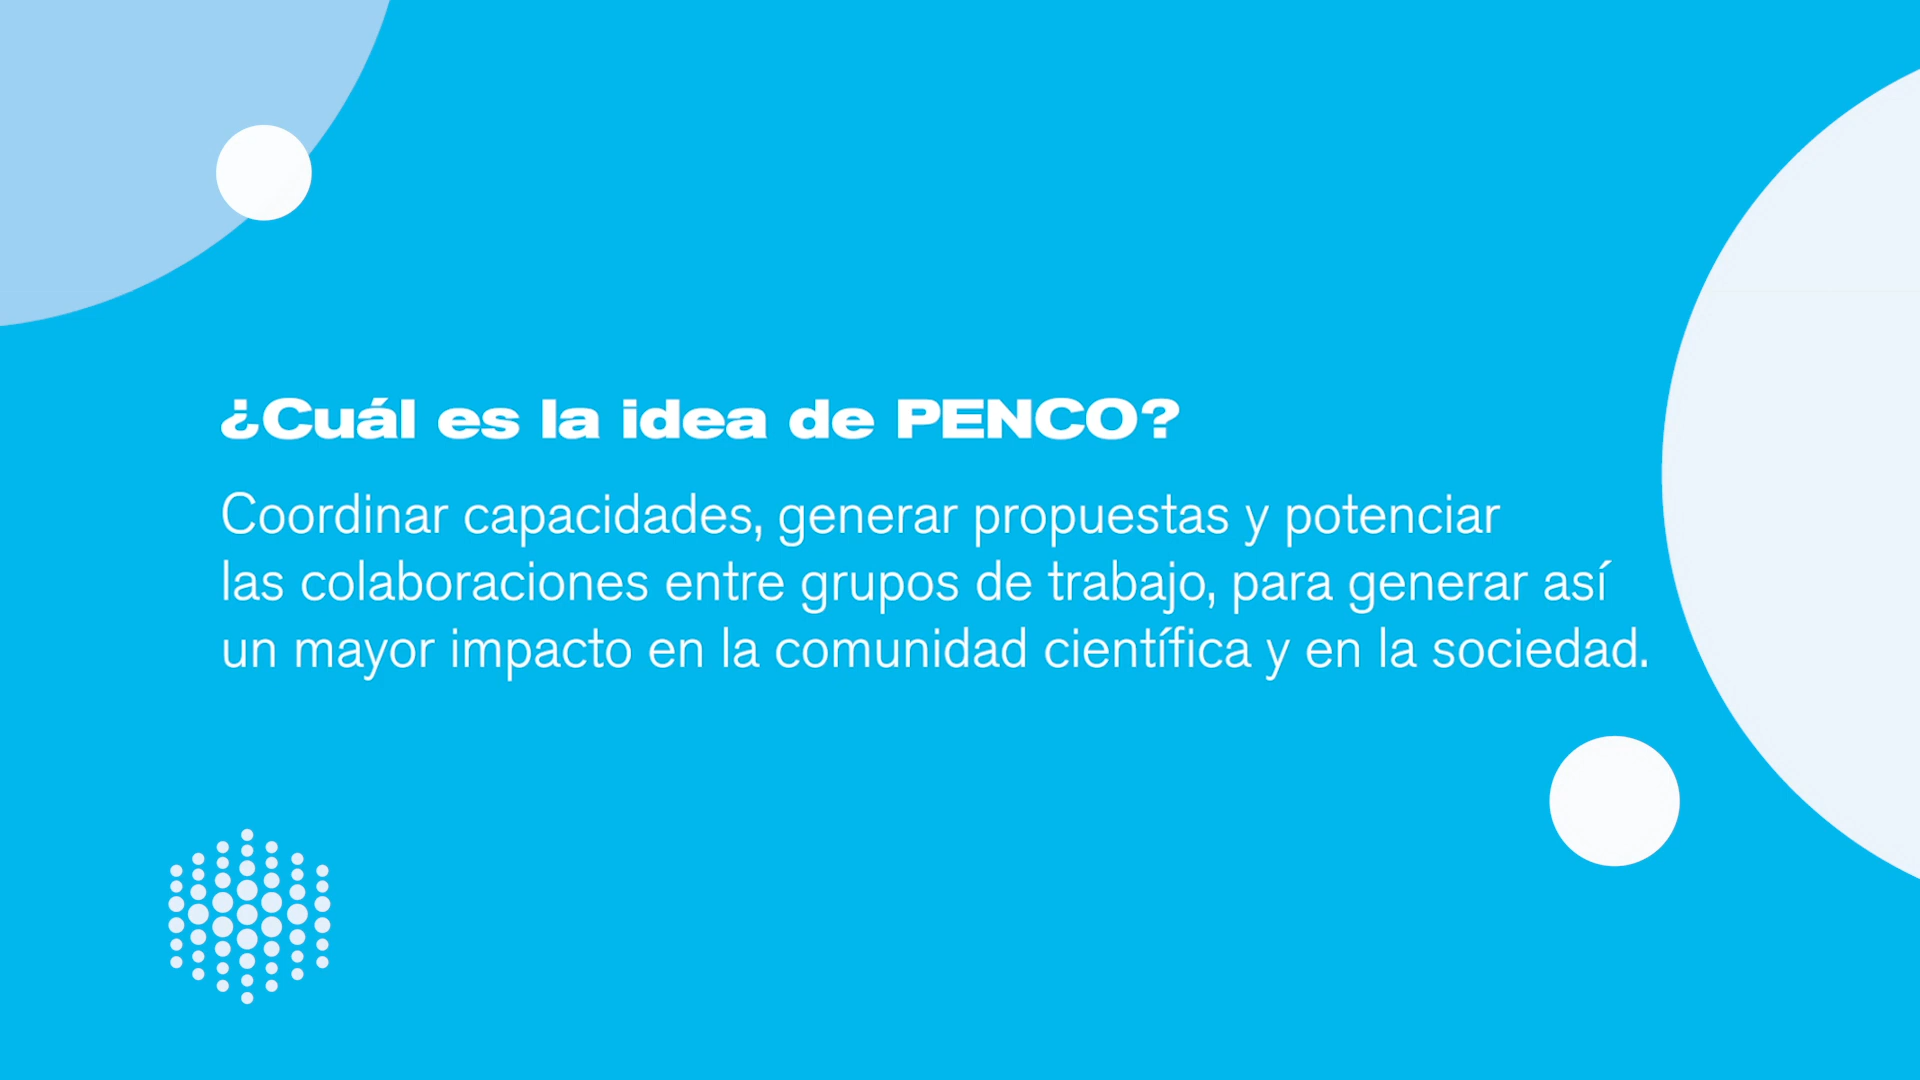 ¿Cuál es la idea de PENCO?
Coordinar capacidades, generar propuestas y potenciar
las colaboraciones entre grupos de trabajo, para generar así
un mayor impacto en la comunidad científica y en la sociedad.